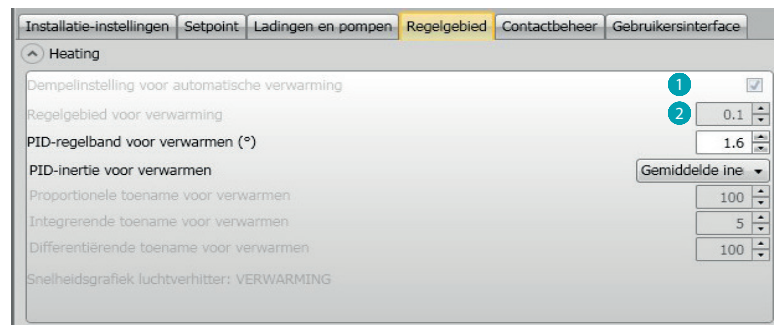 Installatie-instellingen Setpoint Ladingen en pompen Regelgebied Contactbeheer Gebruikersinterface
Heating
Dempelinstelling voor automatische verwarming 1
Regelgebied voor verwarming 2 0.1
PID-regelband voor verwarmen (°) 1.6
PID-inertie voor verwarmen Gemiddelde ine
Proportionele toename voor verwarmen 100
Integrerende toename voor verwarmen 5
Differentiërende toename voor verwarmen 100
Snelheidsgrafiek luchtverhitter: VERWARMING